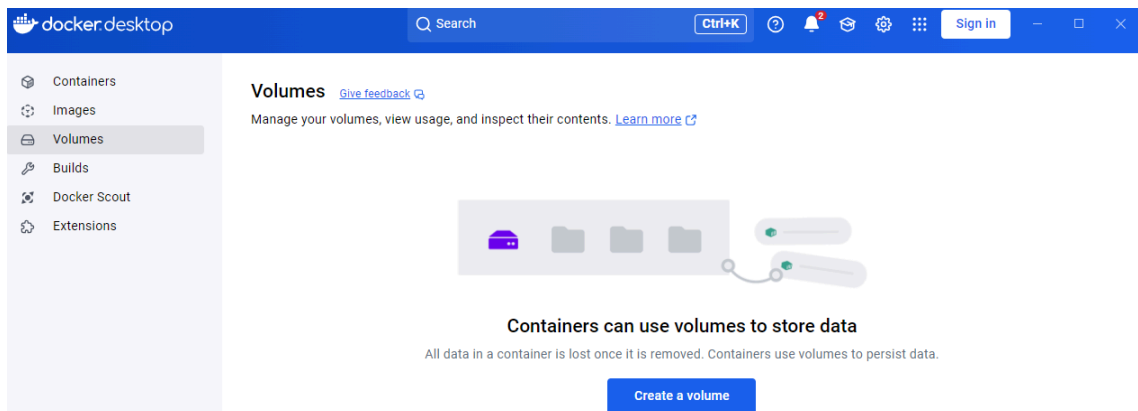 docker.desktop
Search
Ctrl+K
2
Sign in
Containers
Images
Volumes
Builds
Docker Scout
Extensions
Volumes Give feedback
Manage your volumes, view usage, and inspect their contents. Learn more
Containers can use volumes to store data
All data in a container is lost once it is removed. Containers use volumes to persist data.
Create a volume